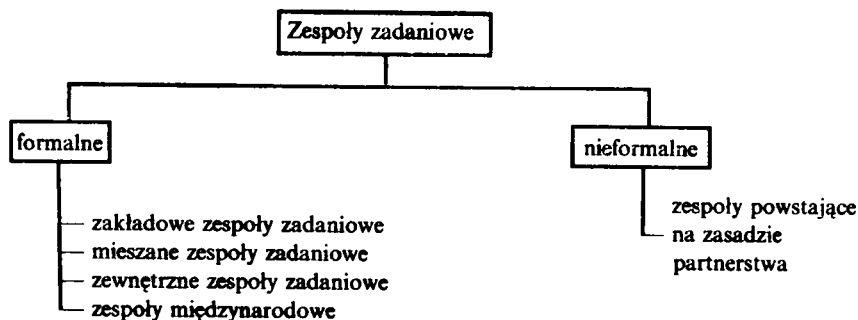 Zespoły zadaniowe
formalne
nieformalne
zakładowe zespoły zadaniowe
mieszane zespoły zadaniowe
zewnętrzne zespoły zadaniowe
zespoły międzynarodowe
zespoły powstające
na zasadzie
partnerstwa